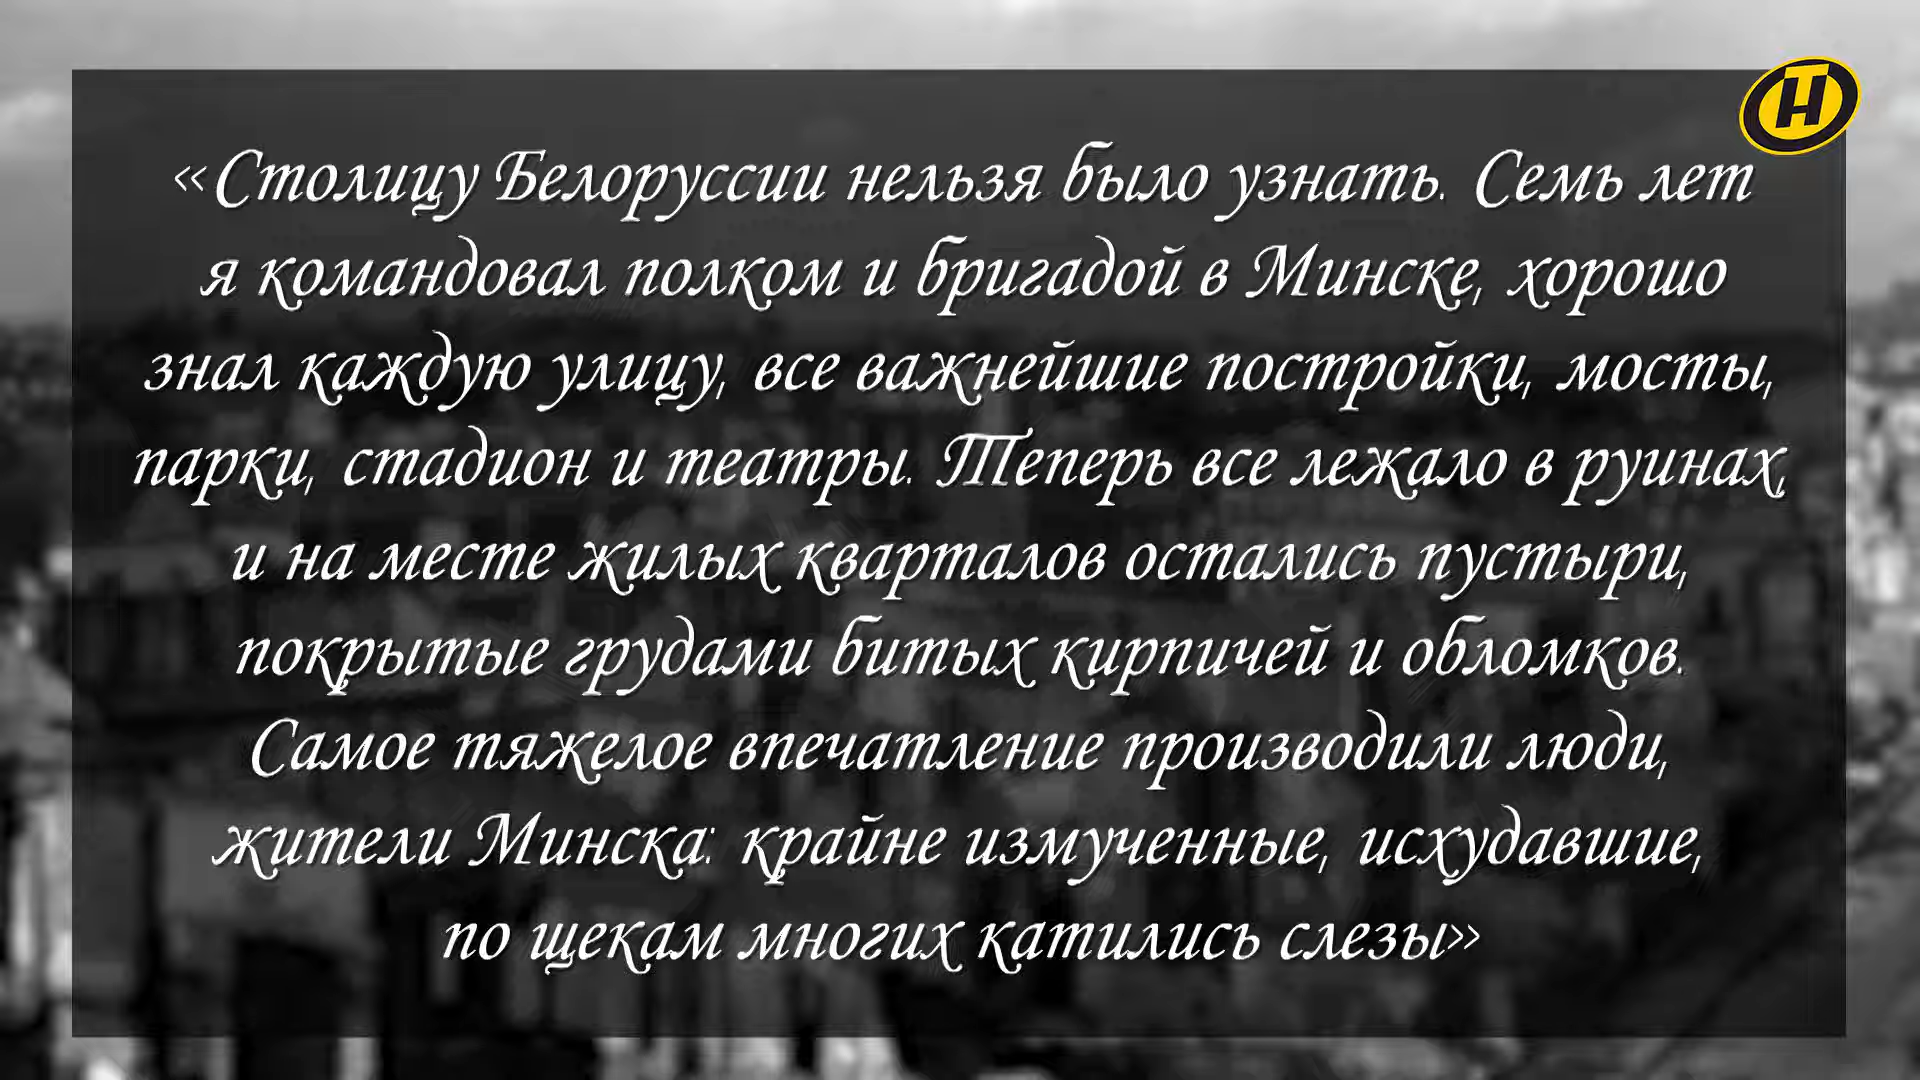 «Столицу Белоруссии нельзя было узнать. Семь лет
я командовал полком и бригадой в Минске, хорошо
знал каждую улицу, все важнейшие постройки, мосты,
парки, стадион и театры. Теперь все лежало в руинах,
и на месте жилых кварталов остались пустыри,
покрытые грудами битых кирпичей и обломков.
Самое тяжелое впечатление производили люди,
жители Минска: крайне измученные, исхудавшие,
по щекам многих катились слезы»